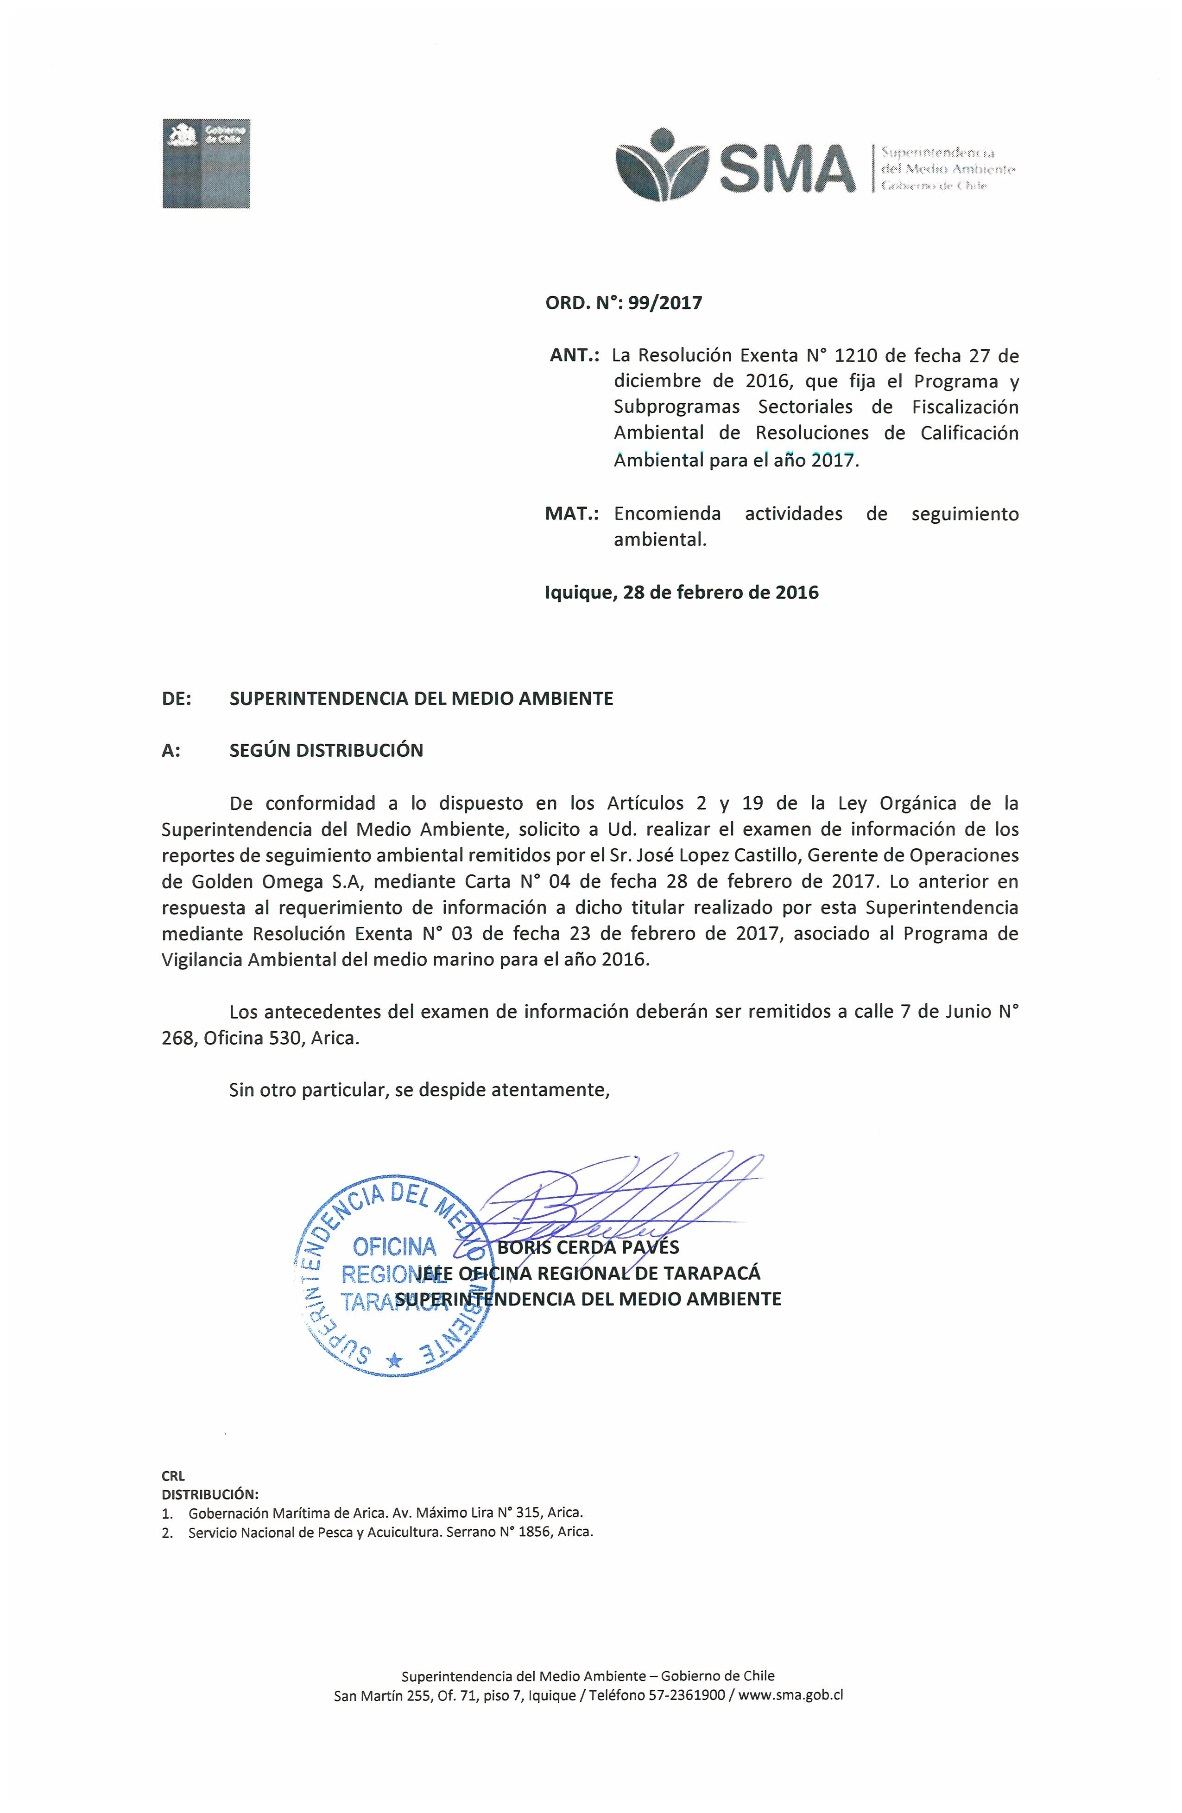 Gobierno
de Chile
SMA
Superintendencia
del Medio Ambiente
Gobierno de Chile
ORD. N°: 99/2017
ANT.: La Resolución Exenta N° 1210 de fecha 27 de
diciembre de 2016, que fija el Programa y
Subprogramas Sectoriales de Fiscalización
Ambiental de Resoluciones de Calificación
Ambiental para el año 2017.
MAT.: Encomienda actividades de seguimiento
ambiental.
Iquique, 28 de febrero de 2016
DE: SUPERINTENDENCIA DEL MEDIO AMBIENTE
A: SEGÚN DISTRIBUCIÓN
De conformidad a lo dispuesto en los Artículos 2 y 19 de la Ley Orgánica de la
Superintendencia del Medio Ambiente, solicito a Ud. realizar el examen de información de los
reportes de seguimiento ambiental remitidos por el Sr. José Lopez Castillo, Gerente de Operaciones
de Golden Omega S.A, mediante Carta N° 04 de fecha 28 de febrero de 2017. Lo anterior en
respuesta al requerimiento de información a dicho titular realizado por esta Superintendencia
mediante Resolución Exenta N° 03 de fecha 23 de febrero de 2017, asociado al Programa de
Vigilancia Ambiental del medio marino para el año 2016.
Los antecedentes del examen de información deberán ser remitidos a calle 7 de Junio N°
268, Oficina 530, Arica.
Sin otro particular, se despide atentamente,
SUPERINTENDENCIA DEL MEDIO AMBIENTE
OFICINA
REGIONAL
TARAPACA
BORIS CERDA PAVÉS
JEFE OFICINA REGIONAL DE TARAPACÁ
SUPERINTENDENCIA DEL MEDIO AMBIENTE
CRL
DISTRIBUCIÓN:
1. Gobernación Marítima de Arica. Av. Máximo Lira N° 315, Arica.
2. Servicio Nacional de Pesca y Acuicultura. Serrano N° 1856, Arica.
Superintendencia del Medio Ambiente – Gobierno de Chile
San Martín 255, Of. 71, piso 7, Iquique / Teléfono 57-2361900 / www.sma.gob.cl